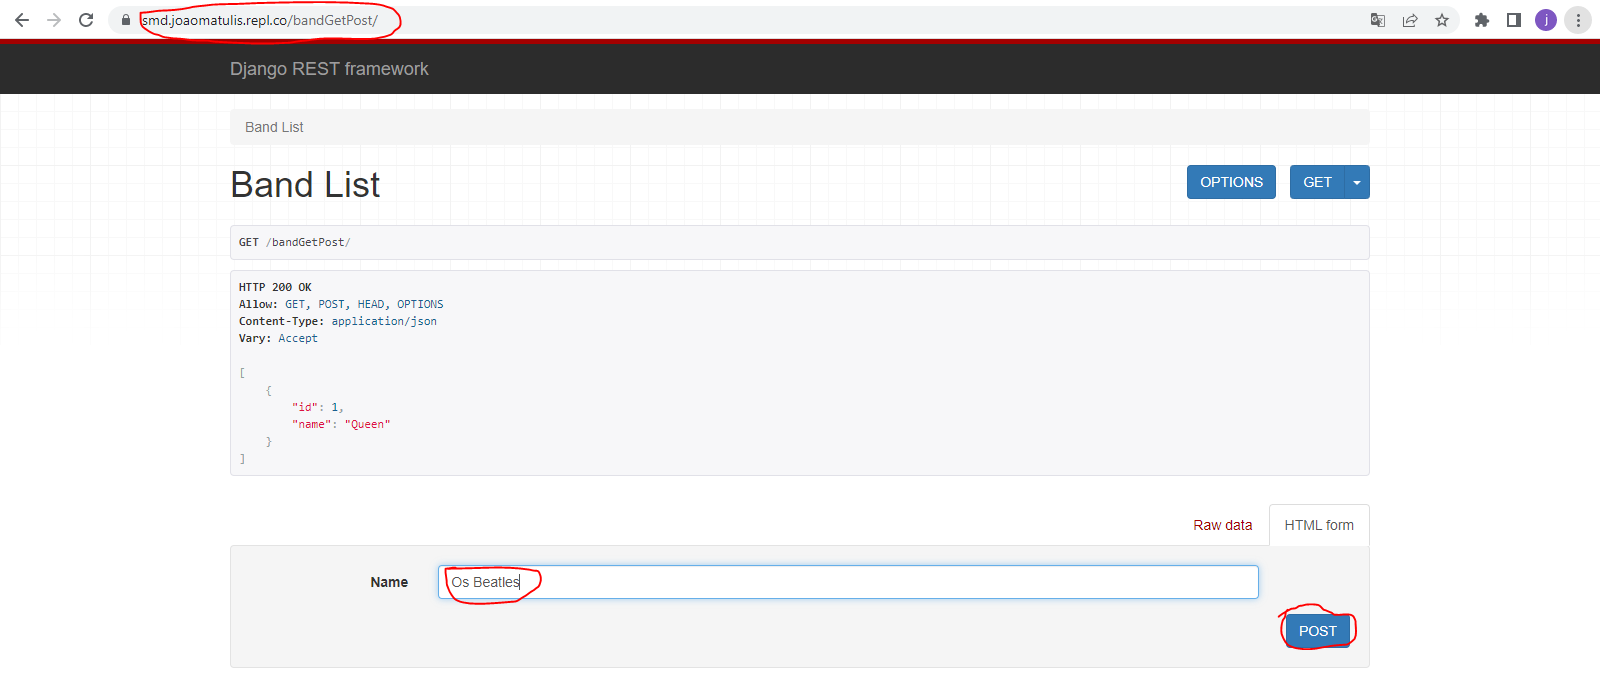 smd.joaomatulis.repl.co/bandGetPost/
j
Django REST framework
Band List
Band List
OPTIONS GET
GET /bandGetPost/
HTTP 200 OK
Allow: GET, POST, HEAD, OPTIONS
Content-Type: application/json
Vary: Accept
[
{
"id": 1,
"name": "Queen"
}
]
Raw data HTML form
Name Os Beatles
POST